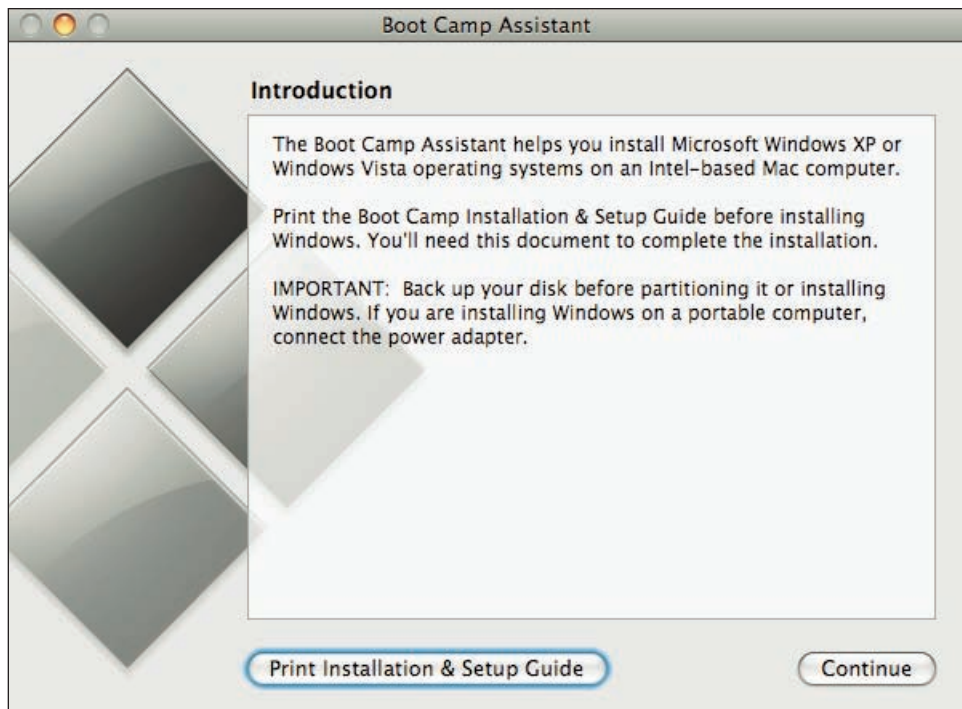 Boot Camp Assistant
Introduction
The Boot Camp Assistant helps you install Microsoft Windows XP or
Windows Vista operating systems on an Intel-based Mac computer.
Print the Boot Camp Installation & Setup Guide before installing
Windows. You'll need this document to complete the installation.
IMPORTANT:  Back up your disk before partitioning it or installing
Windows. If you are installing Windows on a portable computer,
connect the power adapter.
Print Installation & Setup Guide
Continue